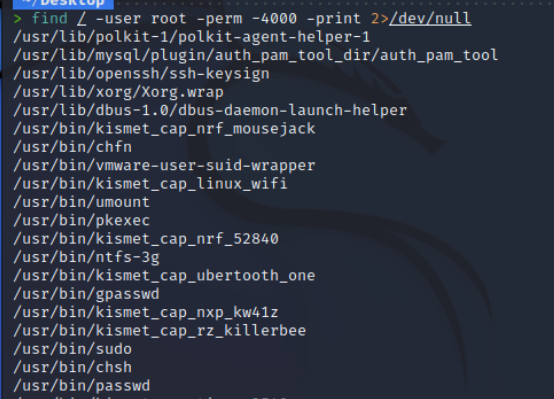 ~/Desktop
> find / -user root -perm -4000 -print 2>/dev/null
/usr/lib/polkit-1/polkit-agent-helper-1
/usr/lib/mysql/plugin/auth_pam_tool_dir/auth_pam_tool
/usr/lib/openssh/ssh-keysign
/usr/lib/xorg/Xorg.wrap
/usr/lib/dbus-1.0/dbus-daemon-launch-helper
/usr/bin/kismet_cap_nrf_mousejack
/usr/bin/chfn
/usr/bin/vmware-user-suid-wrapper
/usr/bin/kismet_cap_linux_wifi
/usr/bin/umount
/usr/bin/pkexec
/usr/bin/kismet_cap_nrf_52840
/usr/bin/ntfs-3g
/usr/bin/kismet_cap_ubertooth_one
/usr/bin/gpasswd
/usr/bin/kismet_cap_nxp_kw41z
/usr/bin/kismet_cap_rz_killerbee
/usr/bin/sudo
/usr/bin/chsh
/usr/bin/passwd